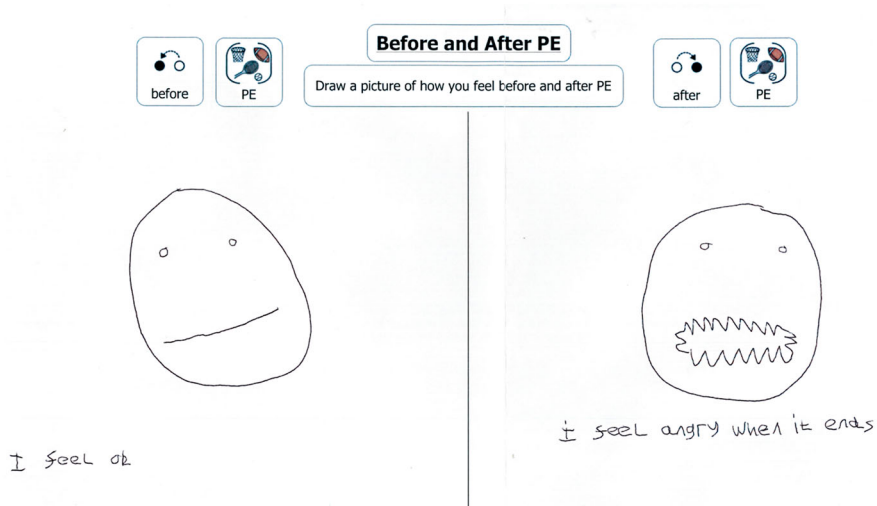 Before and After PE
before
PE
Draw a picture of how you feel before and after PE
after
PE
I feel ok
I feel angry when it ends